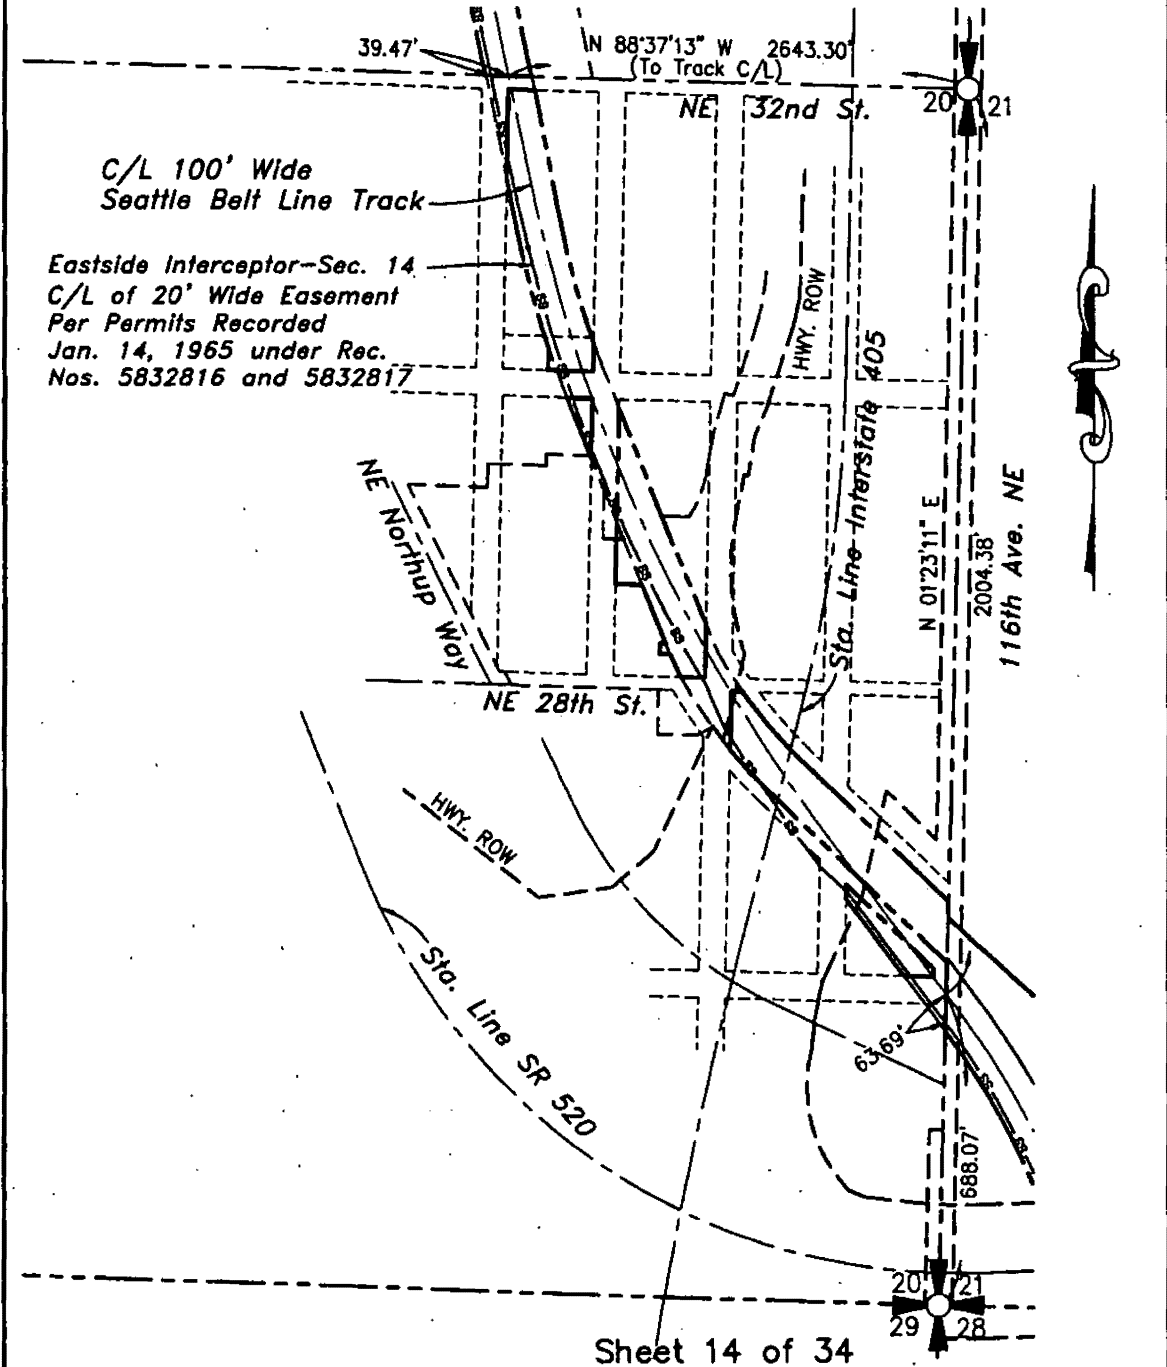 39.47'
N 88°37'13" W 2643.30'
(To Track C/L)
NE 32nd St.
20 21
C/L 100' Wide
Seattle Belt Line Track
Eastside Interceptor-Sec. 14
C/L of 20' Wide Easement
Per Permits Recorded
Jan. 14, 1965 under Rec.
Nos. 5832816 and 5832817
HWY. ROW
Sta. Line Interstate 405
NE Northup Way
N 01°23'11" E
2004.38'
116th Ave. NE
NE 28th St.
HWY. ROW
Sta. Line SR 520
63.69'
688.07'
20 21
29 28
Sheet 14 of 34